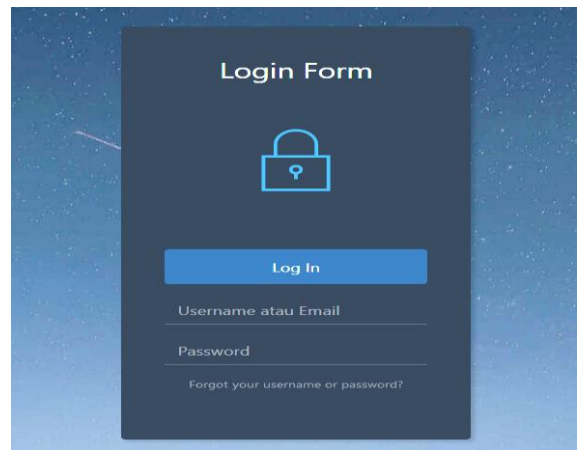 Login Form
Log In
Username atau Email
Password
Forgot your username or password?